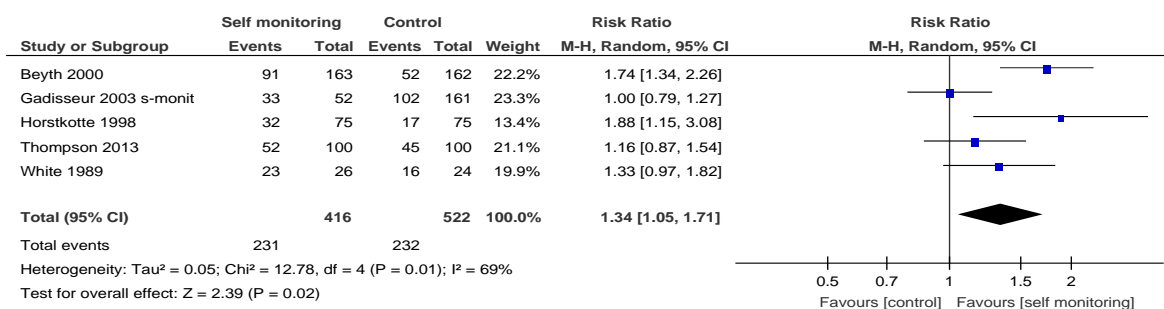 Self monitoring Control Risk Ratio Risk Ratio
Study or Subgroup Events Total Events Total Weight M-H, Random, 95% CI M-H, Random, 95% CI
Beyth 2000 91 163 52 162 22.2% 1.74 [1.34, 2.26]
Gadisseur 2003 s-monit 33 52 102 161 23.3% 1.00 [0.79, 1.27]
Horstkotte 1998 32 75 17 75 13.4% 1.88 [1.15, 3.08]
Thompson 2013 52 100 45 100 21.1% 1.16 [0.87, 1.54]
White 1989 23 26 16 24 19.9% 1.33 [0.97, 1.82]
Total (95% CI) 416 522 100.0% 1.34 [1.05, 1.71]
Total events 231 232
Heterogeneity: Tau² = 0.05; Chi² = 12.78, df = 4 (P = 0.01); I² = 69%
Test for overall effect: Z = 2.39 (P = 0.02)
0.5 0.7 1 1.5 2
Favours [control] Favours [self monitoring]